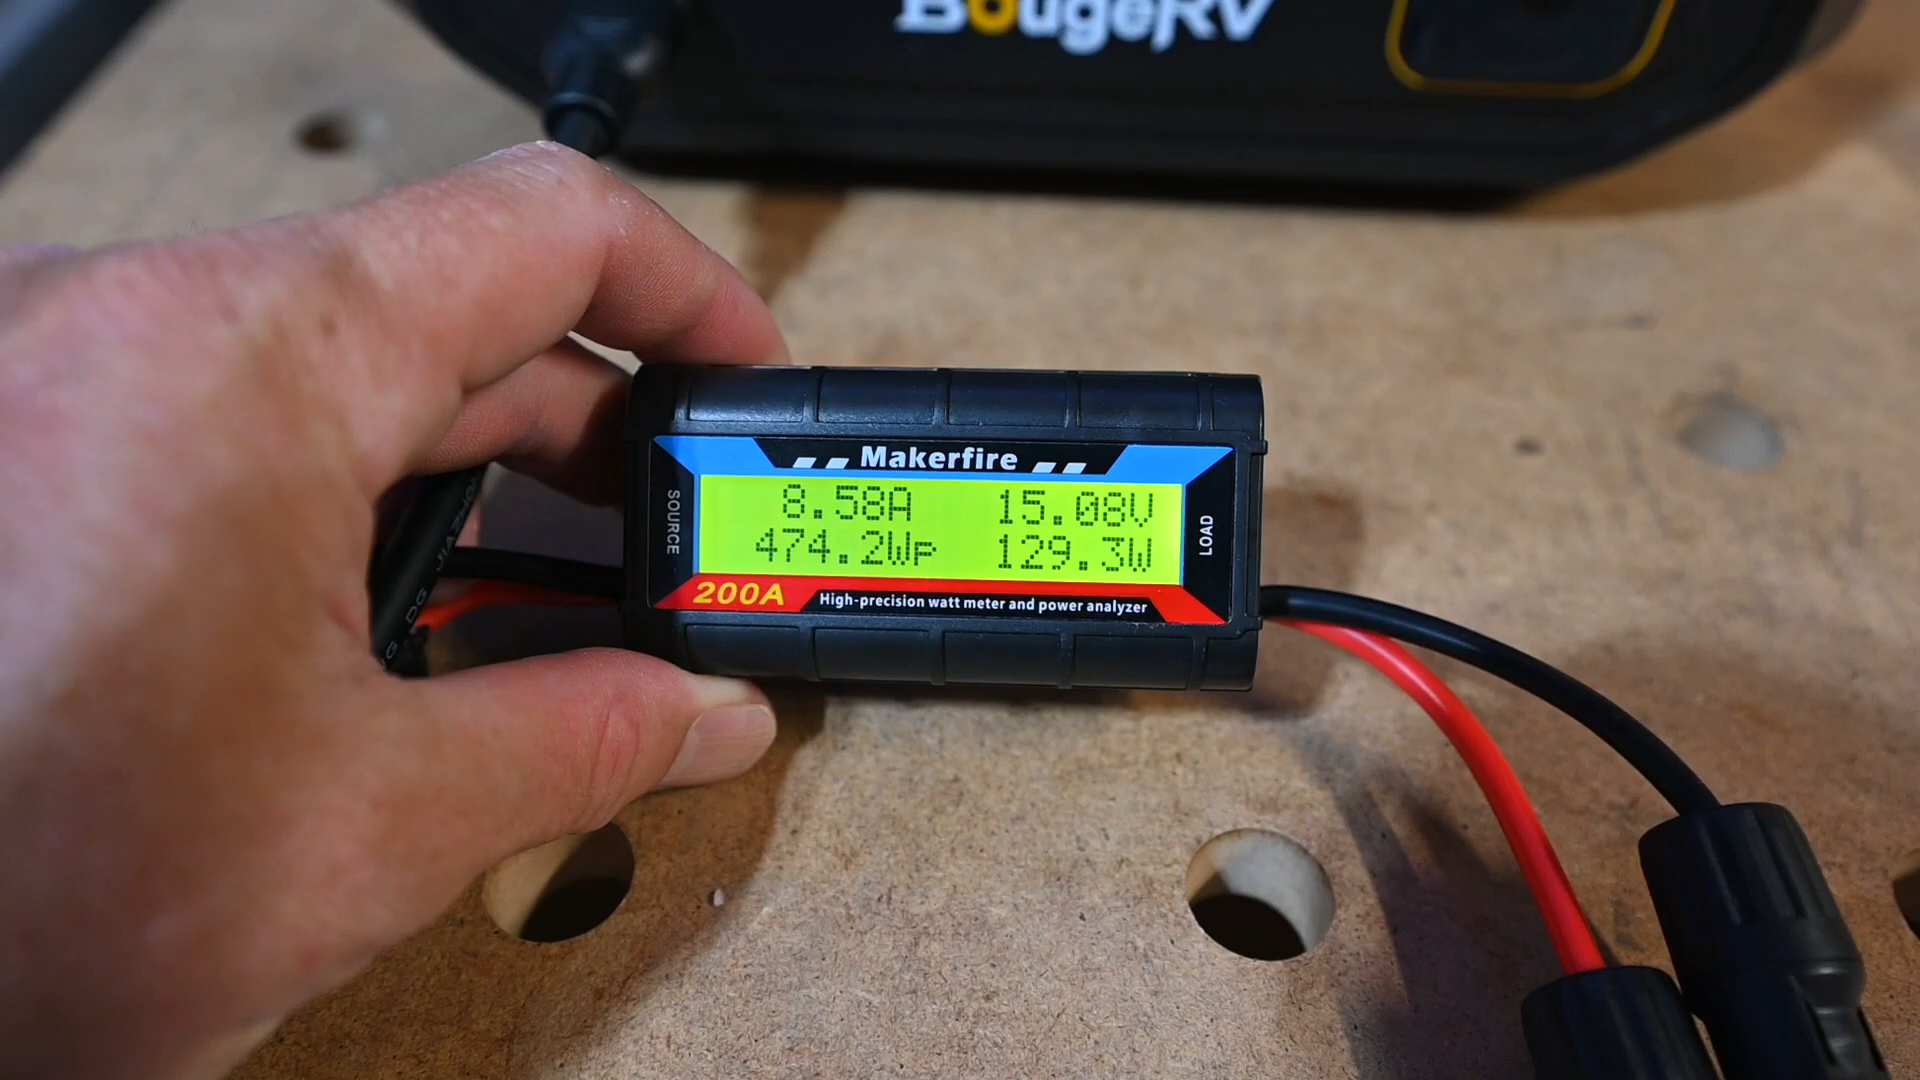 BougeRV
Makerfire
SOURCE
8.58A 15.08V
474.2Wp 129.3W
LOAD
200A High-precision watt meter and power analyzer